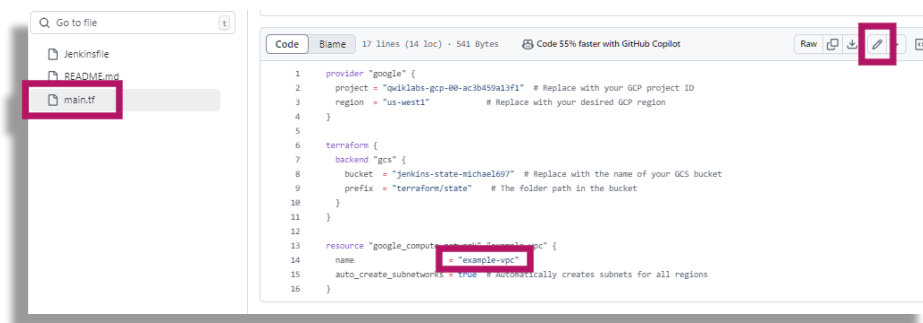 Go to file
t
Jenkinsfile
README.md
main.tf
Code Blame 17 lines (14 loc) · 541 Bytes Code 55% faster with GitHub Copilot Raw
1 provider "google" {
2 project = "qwiklabs-gcp-00-ac3b459a13f1" # Replace with your GCP project ID
3 region = "us-west1" # Replace with your desired GCP region
4 }
5
6 terraform {
7 backend "gcs" {
8 bucket = "jenkins-state-michael697" # Replace with the name of your GCS bucket
9 prefix = "terraform/state" # The folder path in the bucket
10 }
11 }
12
13 resource "google_compute_network" "example-vpc" {
14 name = "example-vpc"
15 auto_create_subnetworks = true # Automatically creates subnets for all regions
16 }